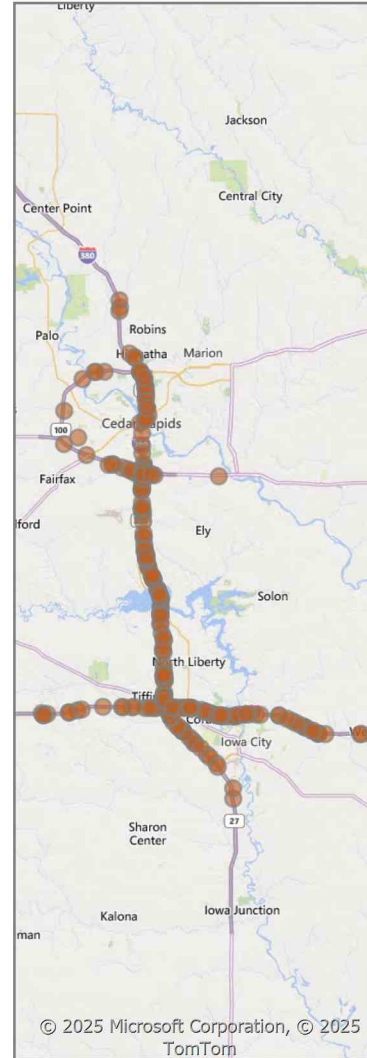 Liberty
Jackson
Central City
Center Point
380
Palo
Robins
Marion
Cedar Rapids
100
Fairfax
Ely
Solon
North Liberty
Iowa City
27
Sharon
Center
Kalona
Iowa Junction
© 2025 Microsoft Corporation, © 2025
TomTom